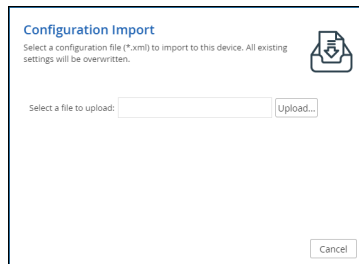 Configuration Import
Select a configuration file (*.xml) to import to this device. All existing
settings will be overwritten.
Select a file to upload:
Upload...
Cancel